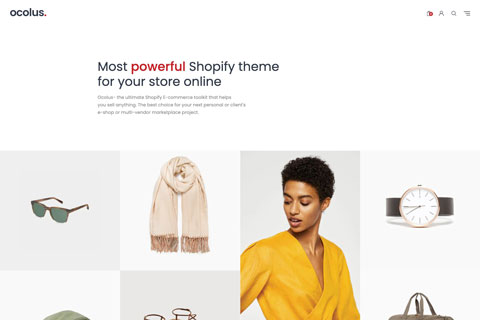 ocolus.
Most powerful Shopify theme
for your store online
Ocolus- the ultimate Shopify E-commerce toolkit that helps
you sell anything. The best choice for your next personal or client's
e-shop or multi-vendor marketplace project.